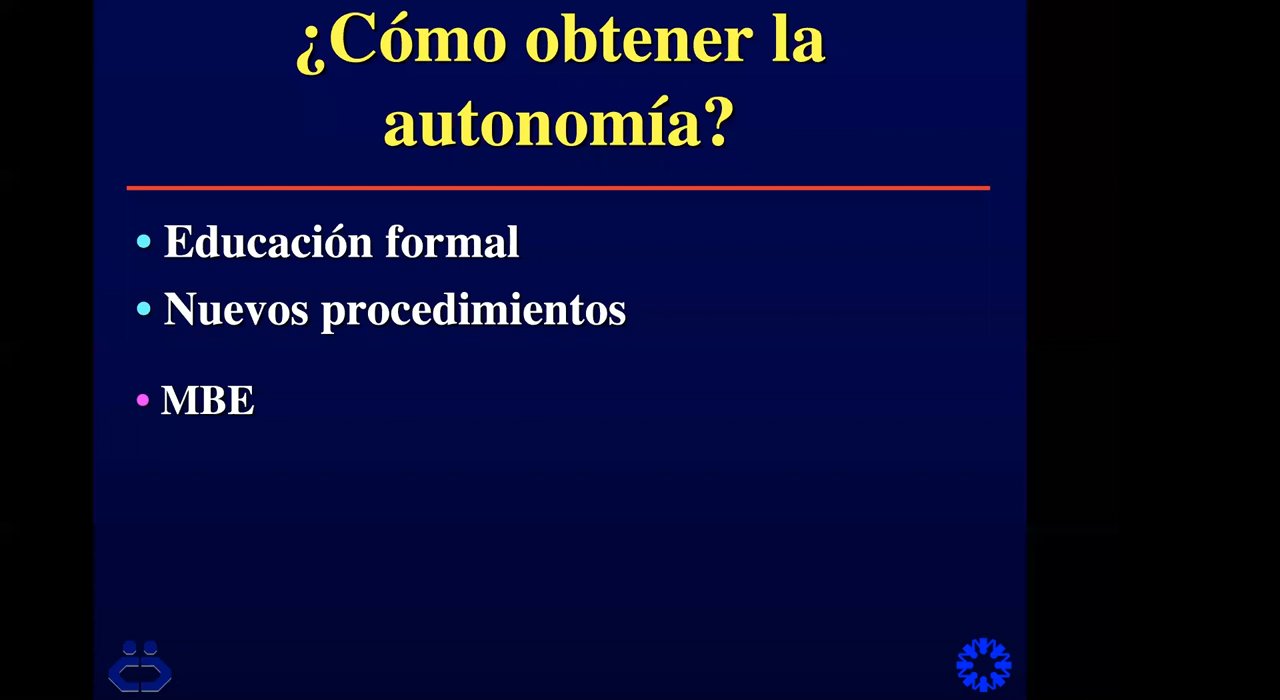 ¿Cómo obtener la
autonomía?
• Educación formal
• Nuevos procedimientos
• MBE